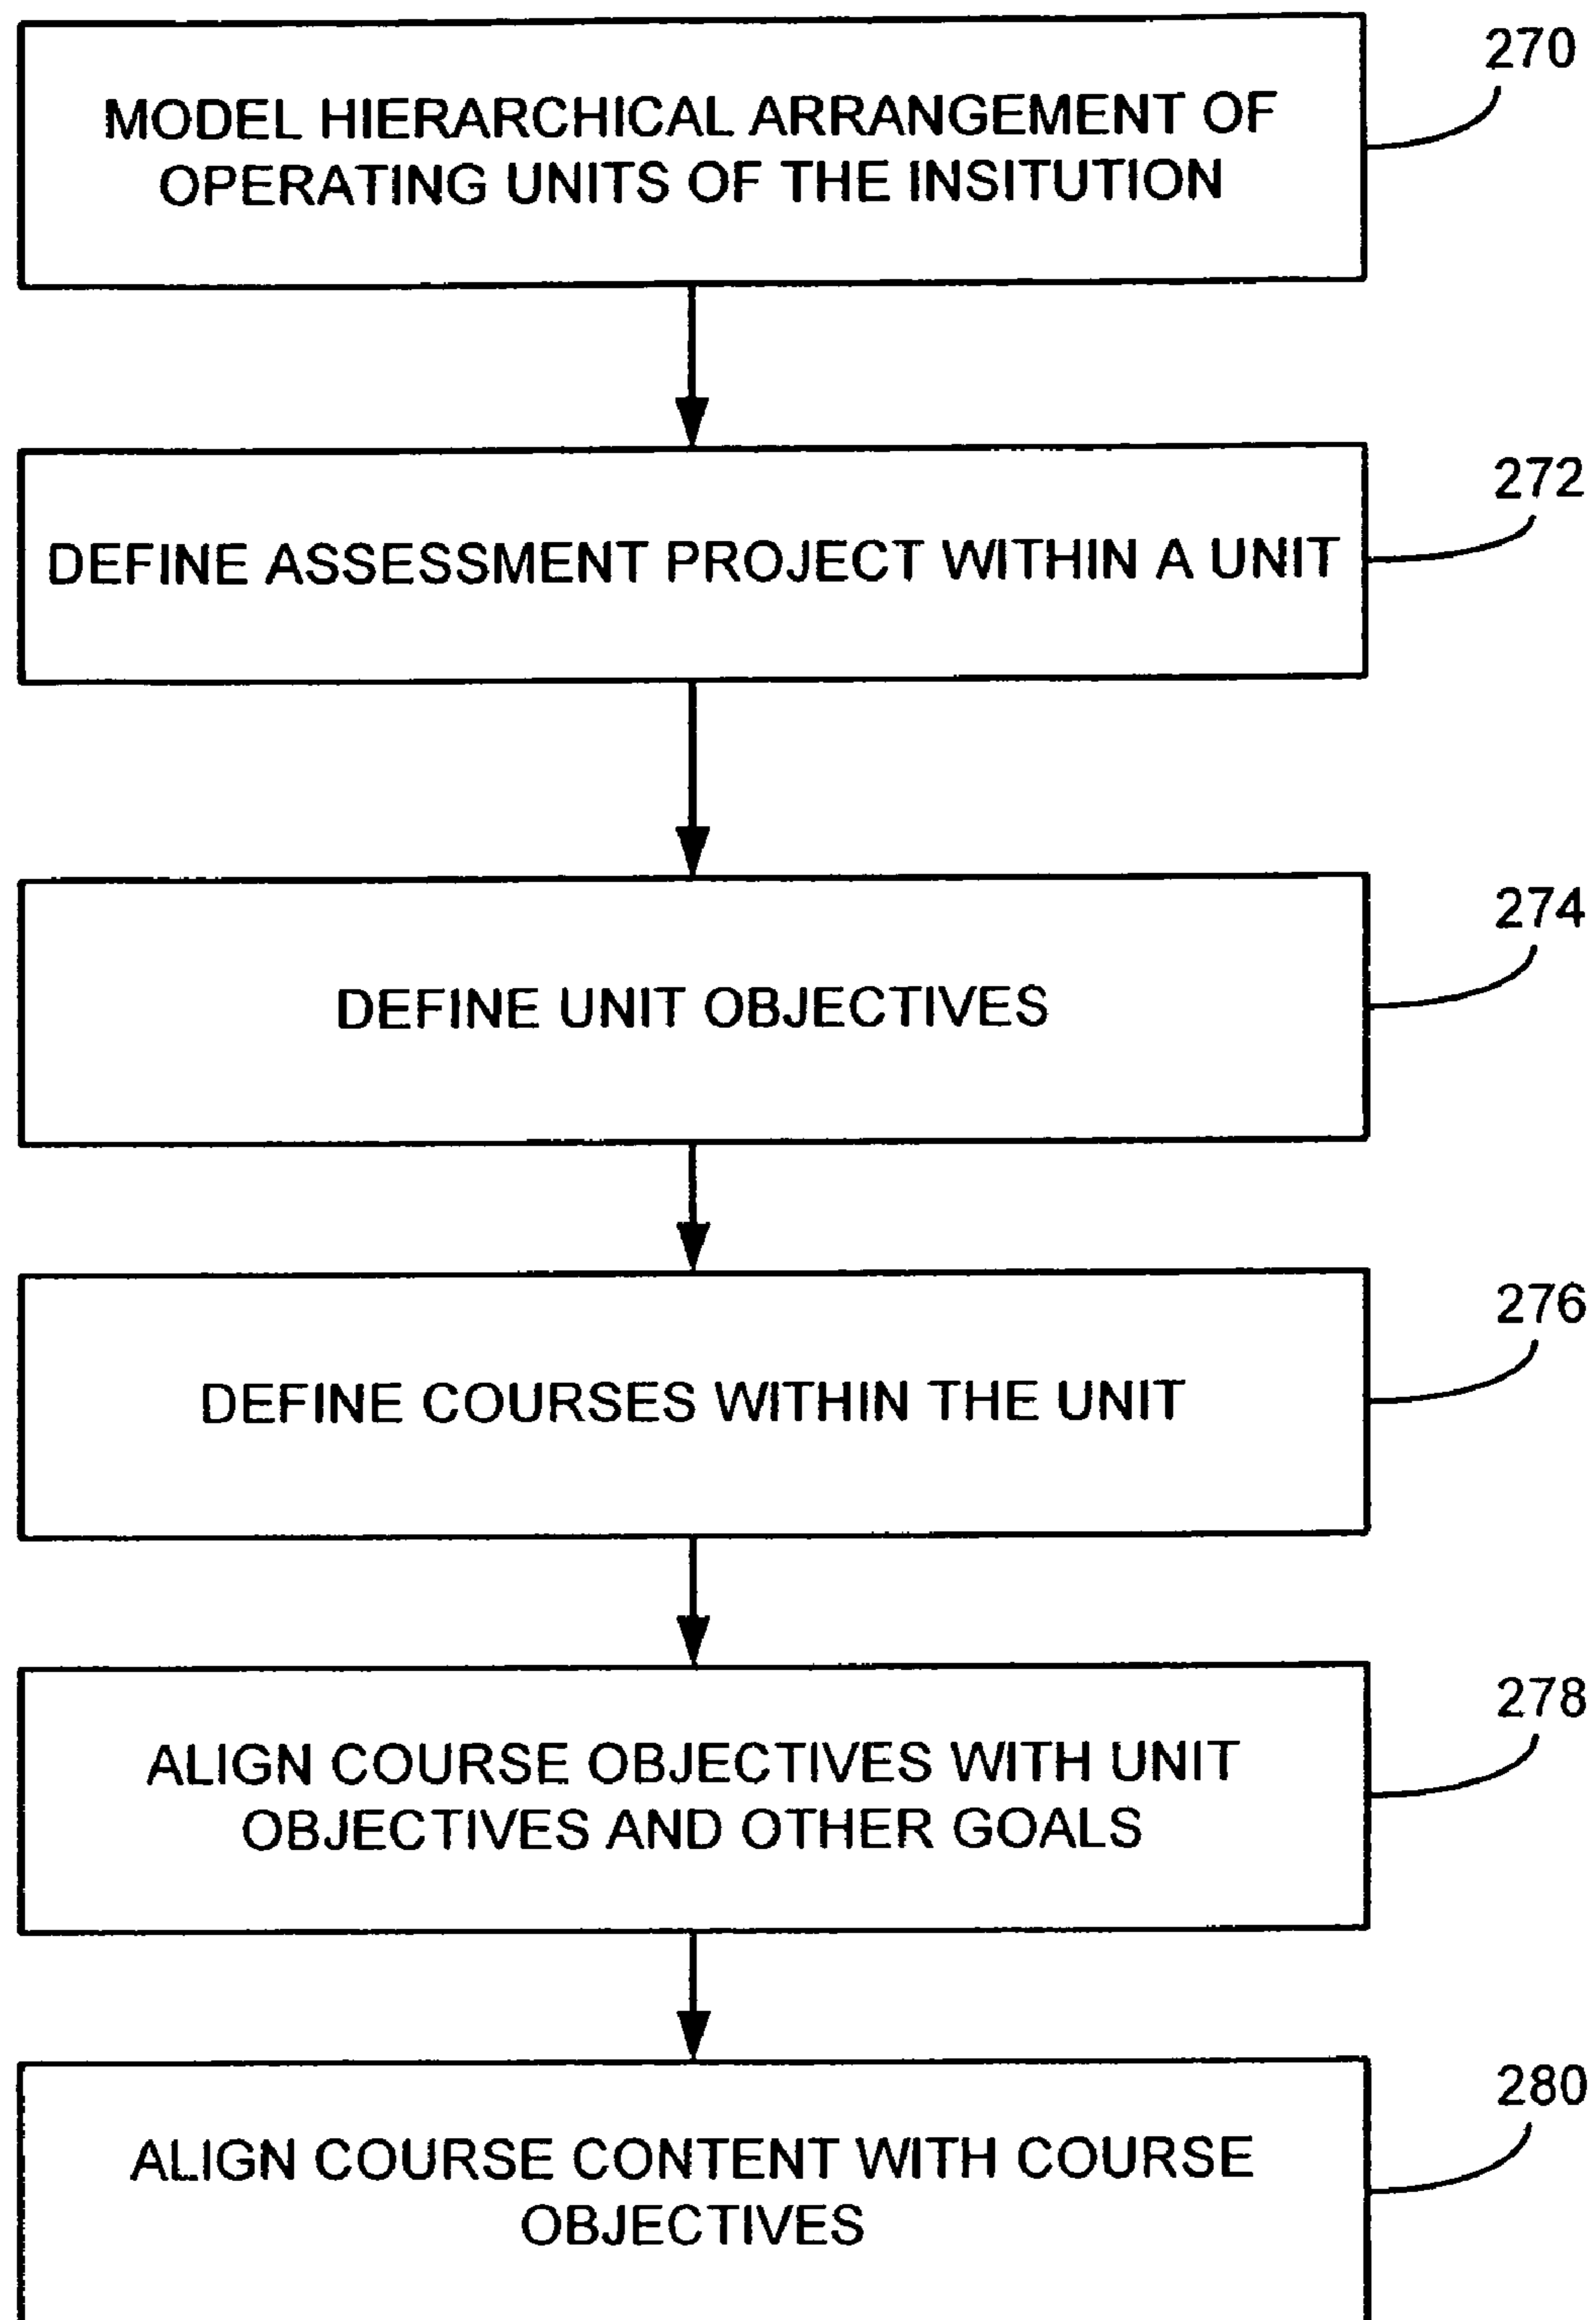 MODEL HIERARCHICAL ARRANGEMENT OF
OPERATING UNITS OF THE INSITUTION
270
DEFINE ASSESSMENT PROJECT WITHIN A UNIT
272
DEFINE UNIT OBJECTIVES
274
DEFINE COURSES WITHIN THE UNIT
276
ALIGN COURSE OBJECTIVES WITH UNIT
OBJECTIVES AND OTHER GOALS
278
ALIGN COURSE CONTENT WITH COURSE
OBJECTIVES
280